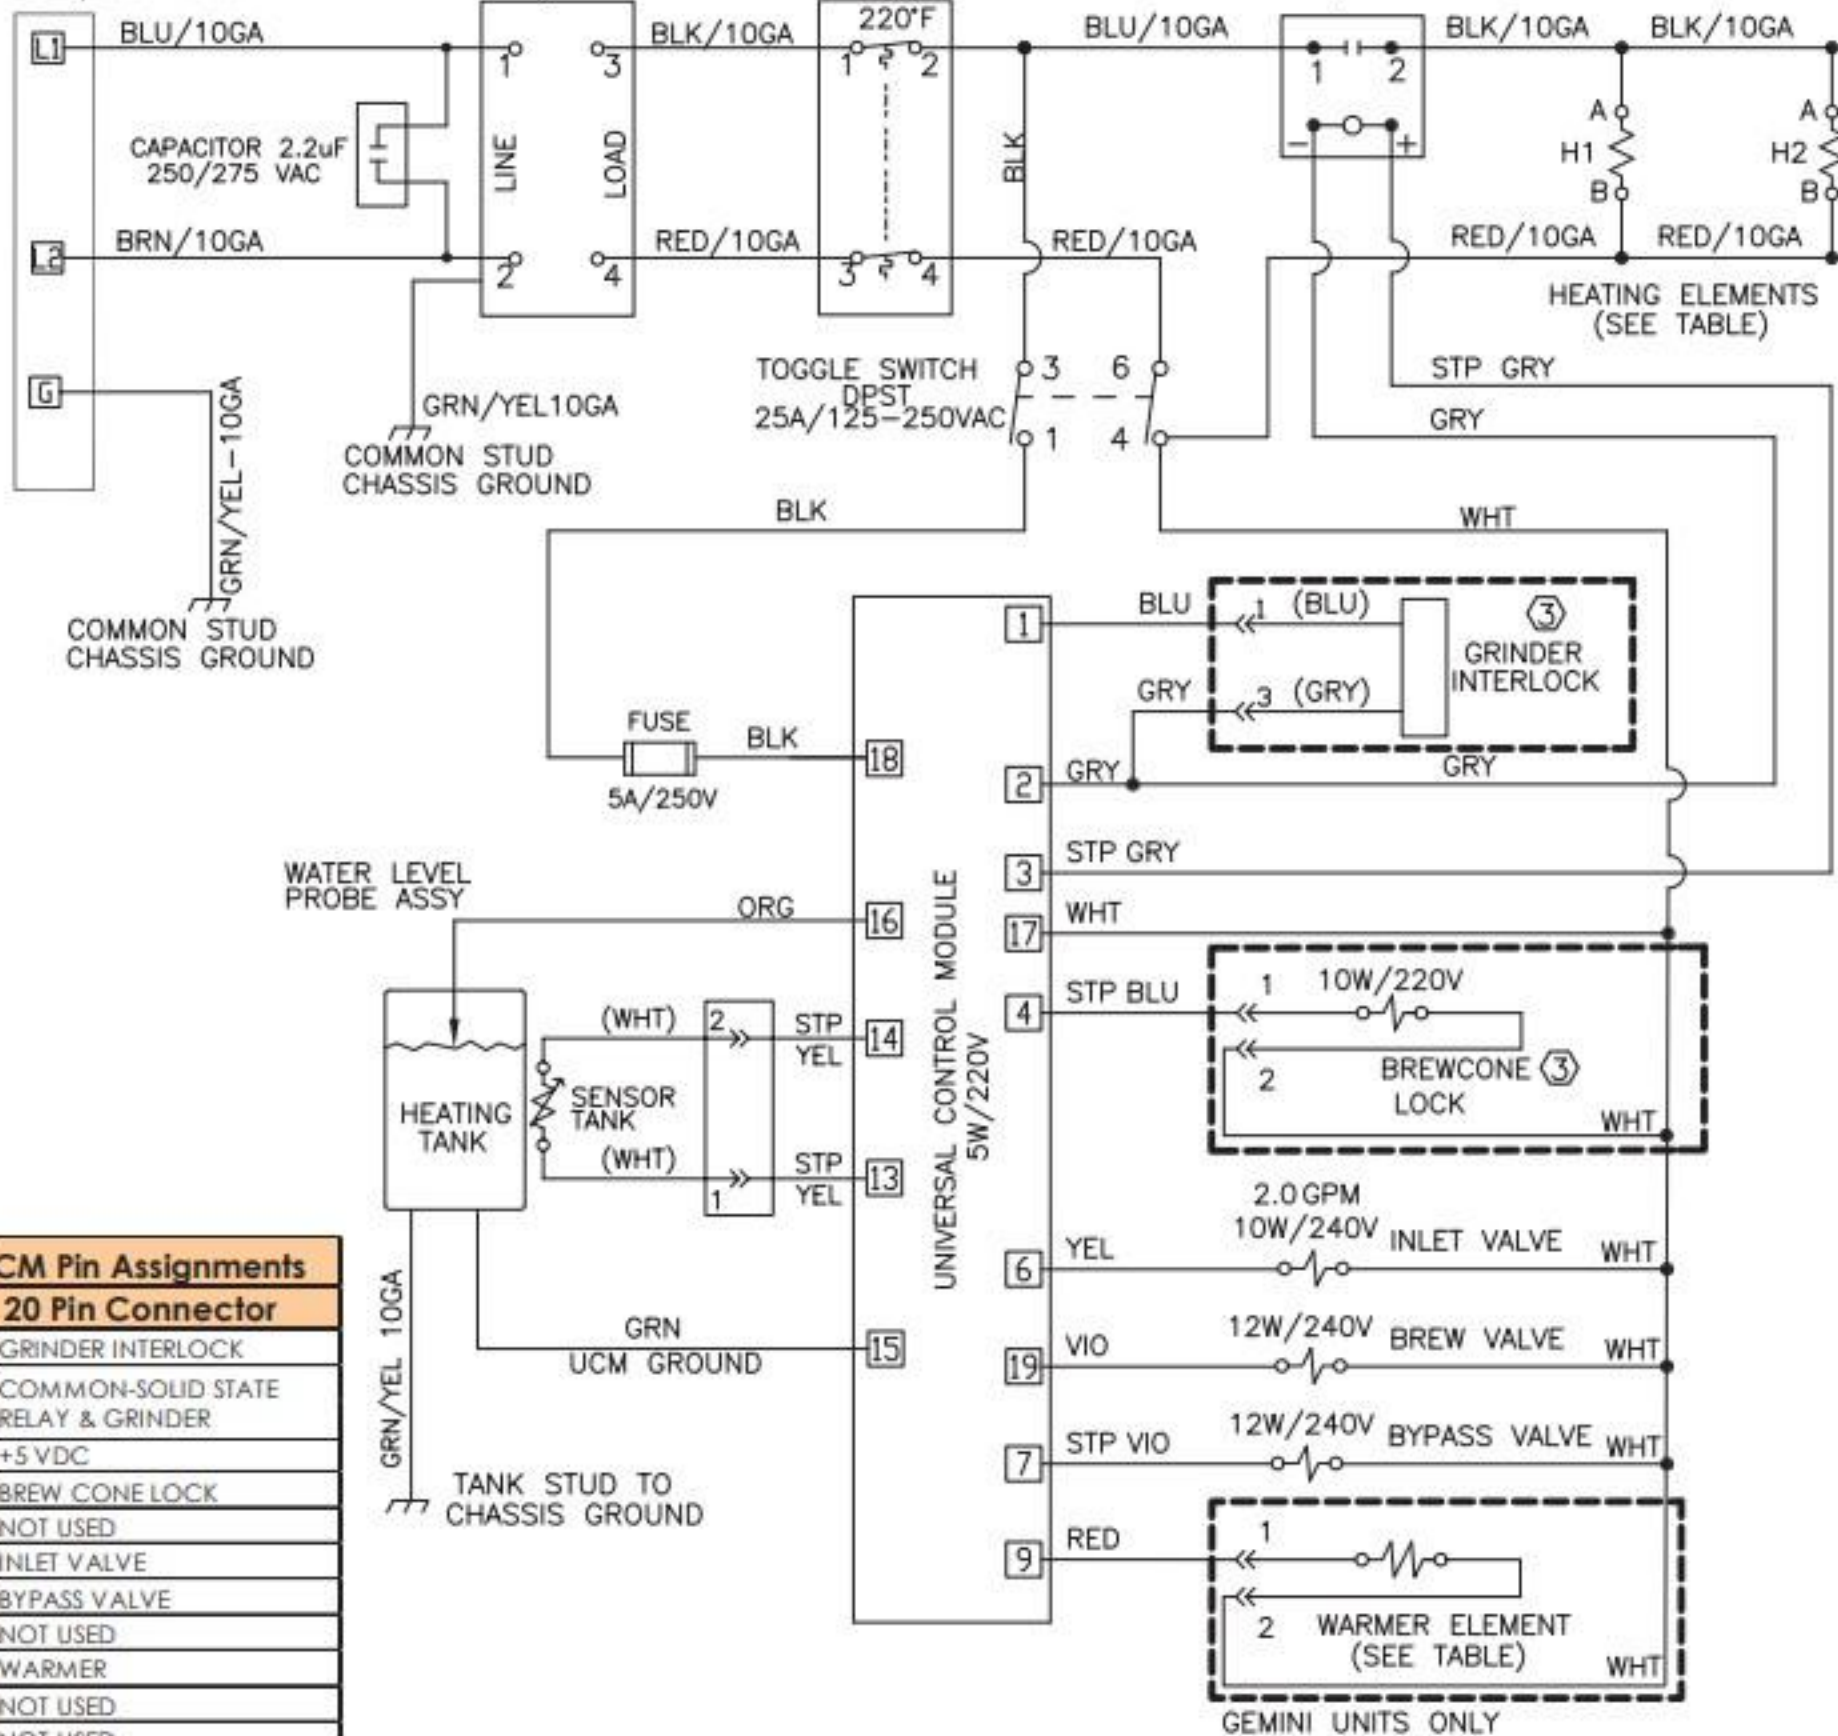 L1
BLU/10GA
CAPACITOR 2.2uF
250/275 VAC
L2
BRN/10GA
G
GRN/YEL-10GA
COMMON STUD
CHASSIS GROUND
1
3
LINE
LOAD
2
4
GRN/YEL10GA
COMMON STUD
CHASSIS GROUND
BLK/10GA
RED/10GA
220°F
1
2
3
4
BLU/10GA
BLK
RED/10GA
1
2
-
+
BLK/10GA
BLK/10GA
A
H1
B
A
H2
B
RED/10GA
RED/10GA
HEATING ELEMENTS
(SEE TABLE)
TOGGLE SWITCH
DPST
25A/125-250VAC
3
6
1
4
STP GRY
GRY
BLK
WHT
FUSE
5A/250V
BLK
18
WATER LEVEL
PROBE ASSY
ORG
16
HEATING
TANK
SENSOR
TANK
(WHT)
2
STP
YEL
14
(WHT)
1
STP
YEL
13
GRN
UCM GROUND
15
GRN/YEL 10GA
TANK STUD TO
CHASSIS GROUND
UNIVERSAL CONTROL MODULE
5W/220V
1
BLU
1
(BLU)
3
GRINDER
INTERLOCK
GRY
3
(GRY)
2
GRY
GRY
3
STP GRY
17
WHT
4
STP BLU
1
10W/220V
2
BREWCONE 3
LOCK
WHT
2.0 GPM
6
YEL
10W/240V
INLET VALVE
WHT
19
VIO
12W/240V
BREW VALVE
WHT
7
STP VIO
12W/240V
BYPASS VALVE
WHT
9
RED
1
2
WARMER ELEMENT
(SEE TABLE)
WHT
GEMINI UNITS ONLY
CM Pin Assignments
20 Pin Connector
GRINDER INTERLOCK
COMMON-SOLID STATE
RELAY & GRINDER
+5 VDC
BREW CONE LOCK
NOT USED
INLET VALVE
BYPASS VALVE
NOT USED
WARMER
NOT USED
NOT USED